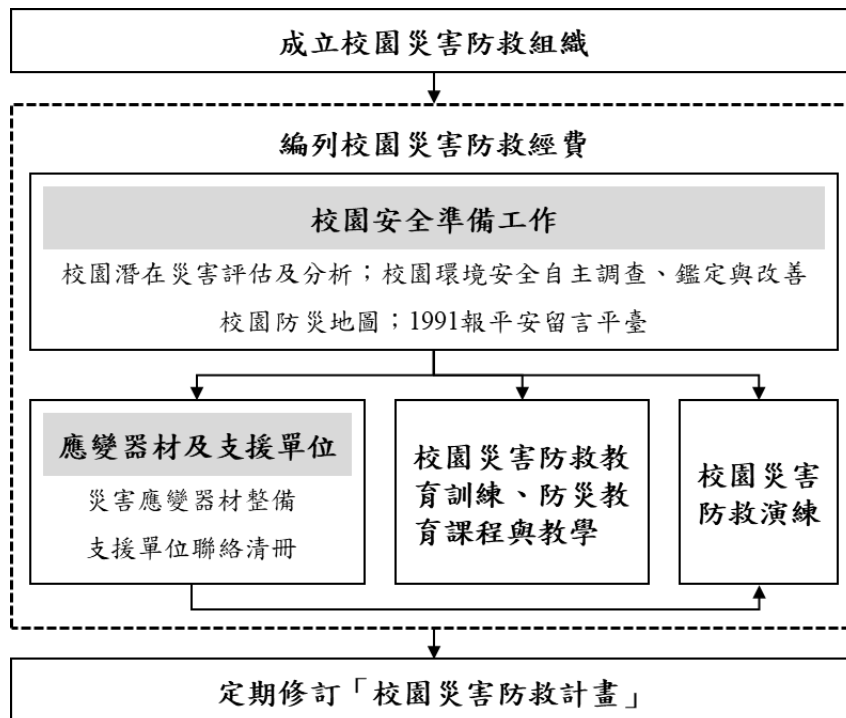 成立校園災害防救組織
編列校園災害防救經費
校園安全準備工作
校園潛在災害評估及分析；校園環境安全自主調查、鑑定與改善
校園防災地圖；1991報平安留言平臺
應變器材及支援單位
災害應變器材整備
支援單位聯絡清冊
校園災害防救教
育訓練、防災教
育課程與教學
校園災害
防救演練
定期修訂「校園災害防救計畫」